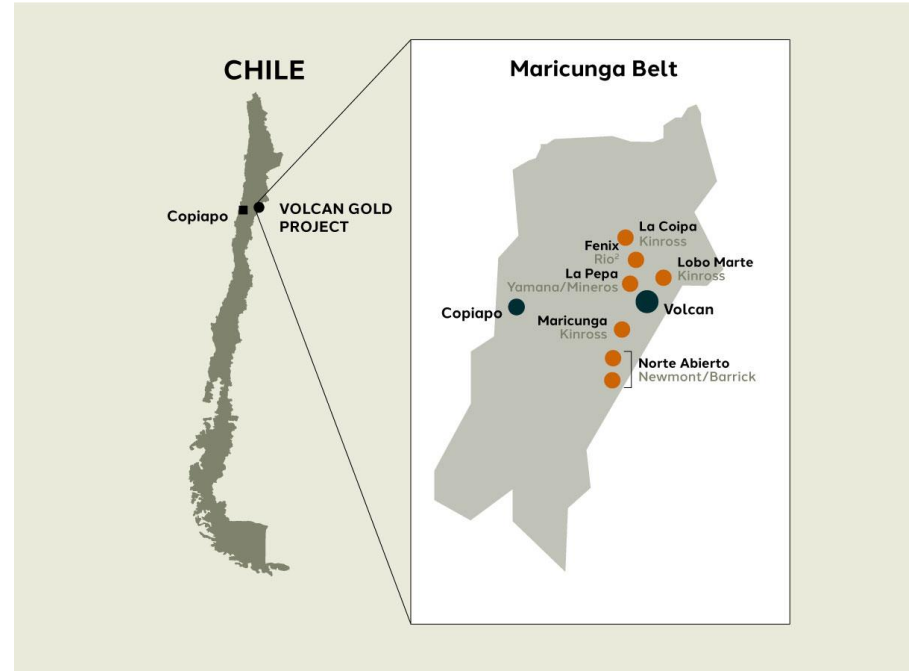 CHILE
Copiapo
VOLCAN GOLD
PROJECT
Maricunga Belt
La Coipa
Kinross
Fenix
Rio²
Lobo Marte
Kinross
La Pepa
Yamana/Mineros
Copiapo
Volcan
Maricunga
Kinross
Norte Abierto
Newmont/Barrick